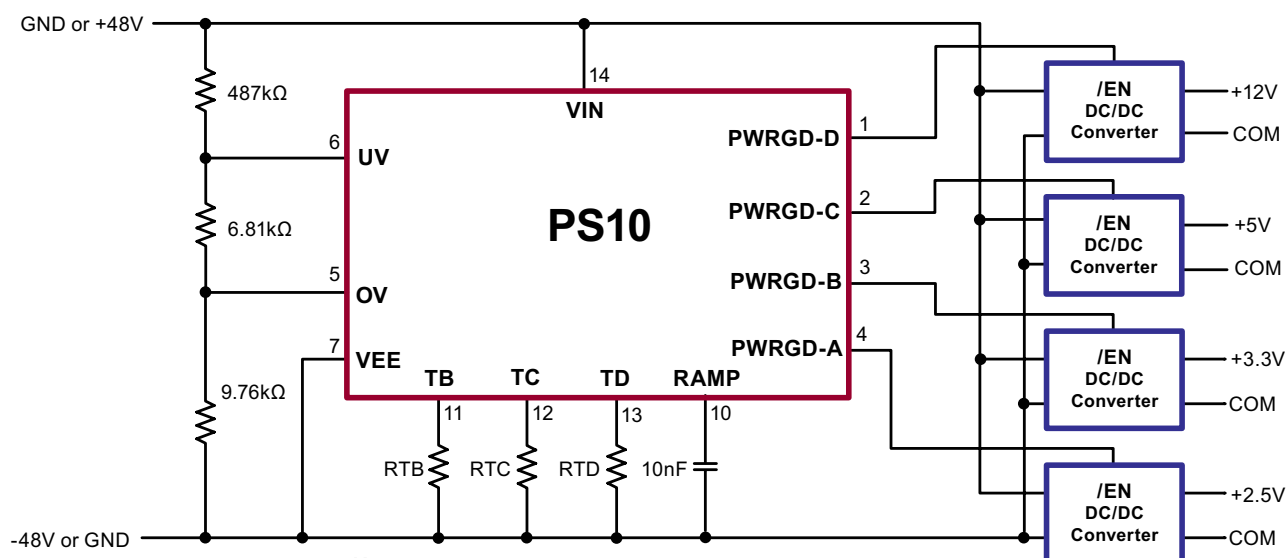 GND or +48V
487kΩ
6.81kΩ
9.76kΩ
-48V or GND
14
VIN
6
UV
5
OV
7
VEE
PS10
PWRGD-D
1
PWRGD-C
2
PWRGD-B
3
PWRGD-A
4
TB
TC
TD
RAMP
11
12
13
10
RTB
RTC
RTD
10nF
/EN
DC/DC
Converter
+12V
COM
/EN
DC/DC
Converter
+5V
COM
/EN
DC/DC
Converter
+3.3V
COM
/EN
DC/DC
Converter
+2.5V
COM